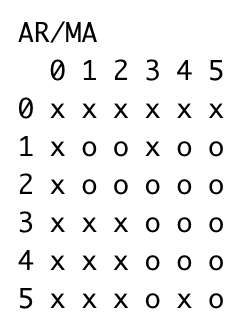 AR/MA
  0 1 2 3 4 5
0 x x x x x x
1 x o o x o o
2 x o o o o o
3 x x x o o o
4 x x x o o o
5 x x x o x o